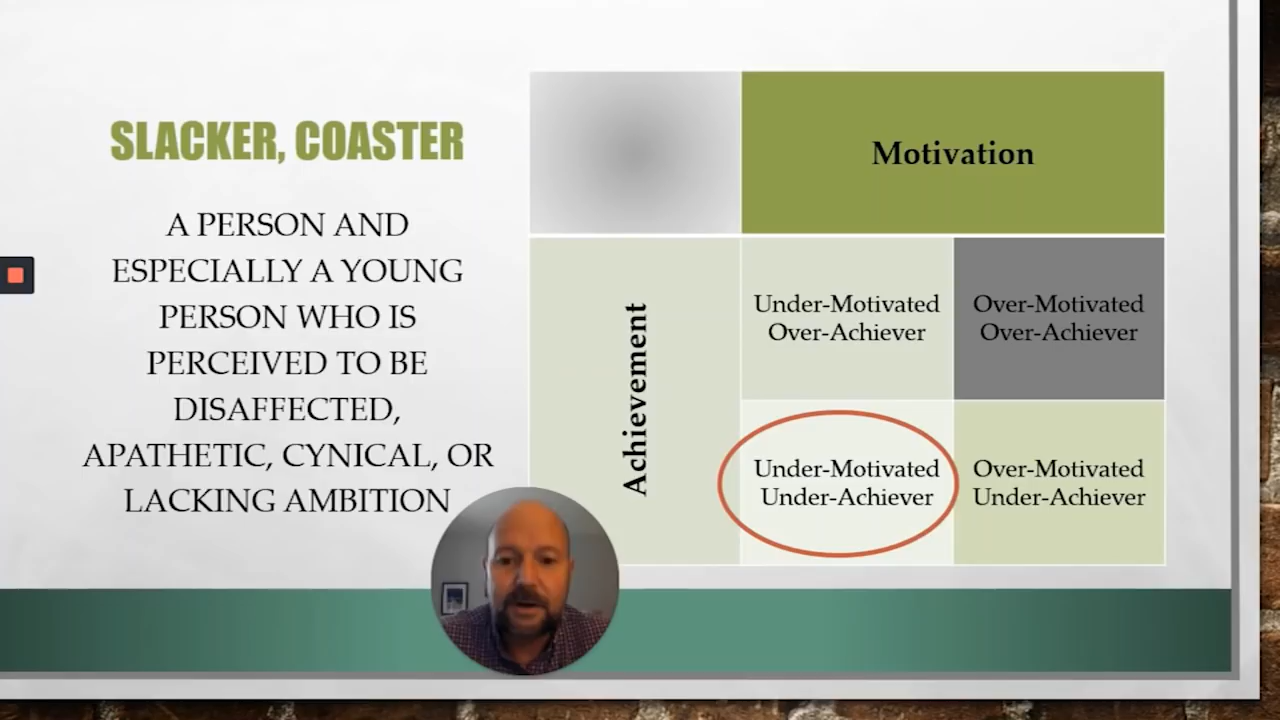 SLACKER, COASTER
A PERSON AND
ESPECIALLY A YOUNG
PERSON WHO IS
PERCEIVED TO BE
DISAFFECTED,
APATHETIC, CYNICAL, OR
LACKING AMBITION
Motivation
Achievement
Under-Motivated
Over-Achiever
Over-Motivated
Over-Achiever
Under-Motivated
Under-Achiever
Over-Motivated
Under-Achiever